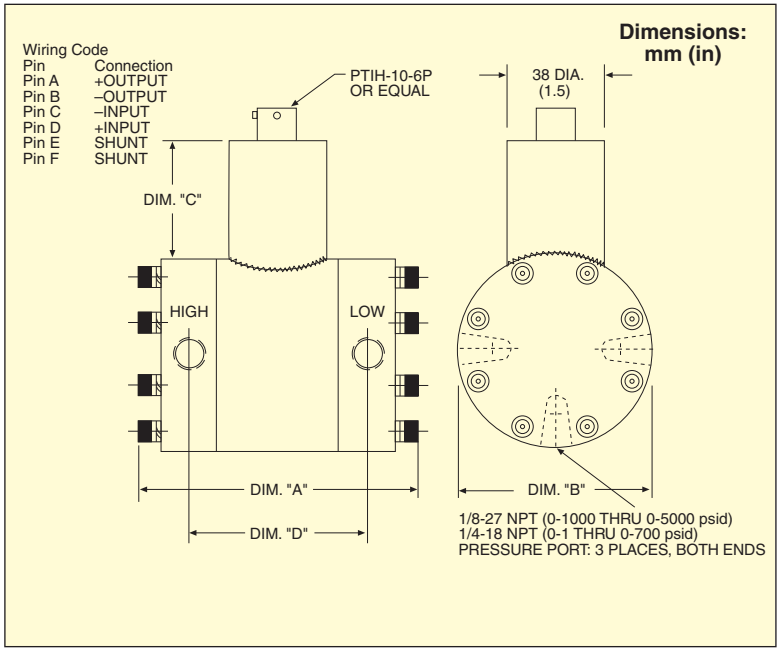 Dimensions:
mm (in)
Wiring Code
Pin Connection
Pin A +OUTPUT
Pin B –OUTPUT
Pin C –INPUT
Pin D +INPUT
Pin E SHUNT
Pin F SHUNT
PTIH-10-6P
OR EQUAL
38 DIA.
(1.5)
DIM. "C"
HIGH
LOW
DIM. "A"
DIM. "D"
DIM. "B"
1/8-27 NPT (0-1000 THRU 0-5000 psid)
1/4-18 NPT (0-1 THRU 0-700 psid)
PRESSURE PORT: 3 PLACES, BOTH ENDS